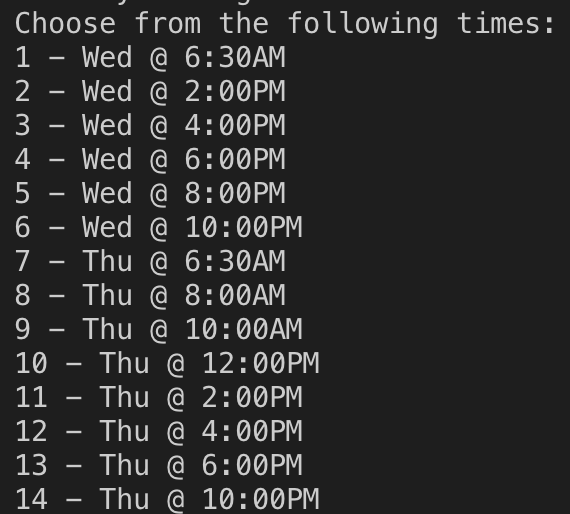 Choose from the following times:
1 – Wed @ 6:30AM
2 – Wed @ 2:00PM
3 – Wed @ 4:00PM
4 – Wed @ 6:00PM
5 – Wed @ 8:00PM
6 – Wed @ 10:00PM
7 – Thu @ 6:30AM
8 – Thu @ 8:00AM
9 – Thu @ 10:00AM
10 – Thu @ 12:00PM
11 – Thu @ 2:00PM
12 – Thu @ 4:00PM
13 – Thu @ 6:00PM
14 – Thu @ 10:00PM